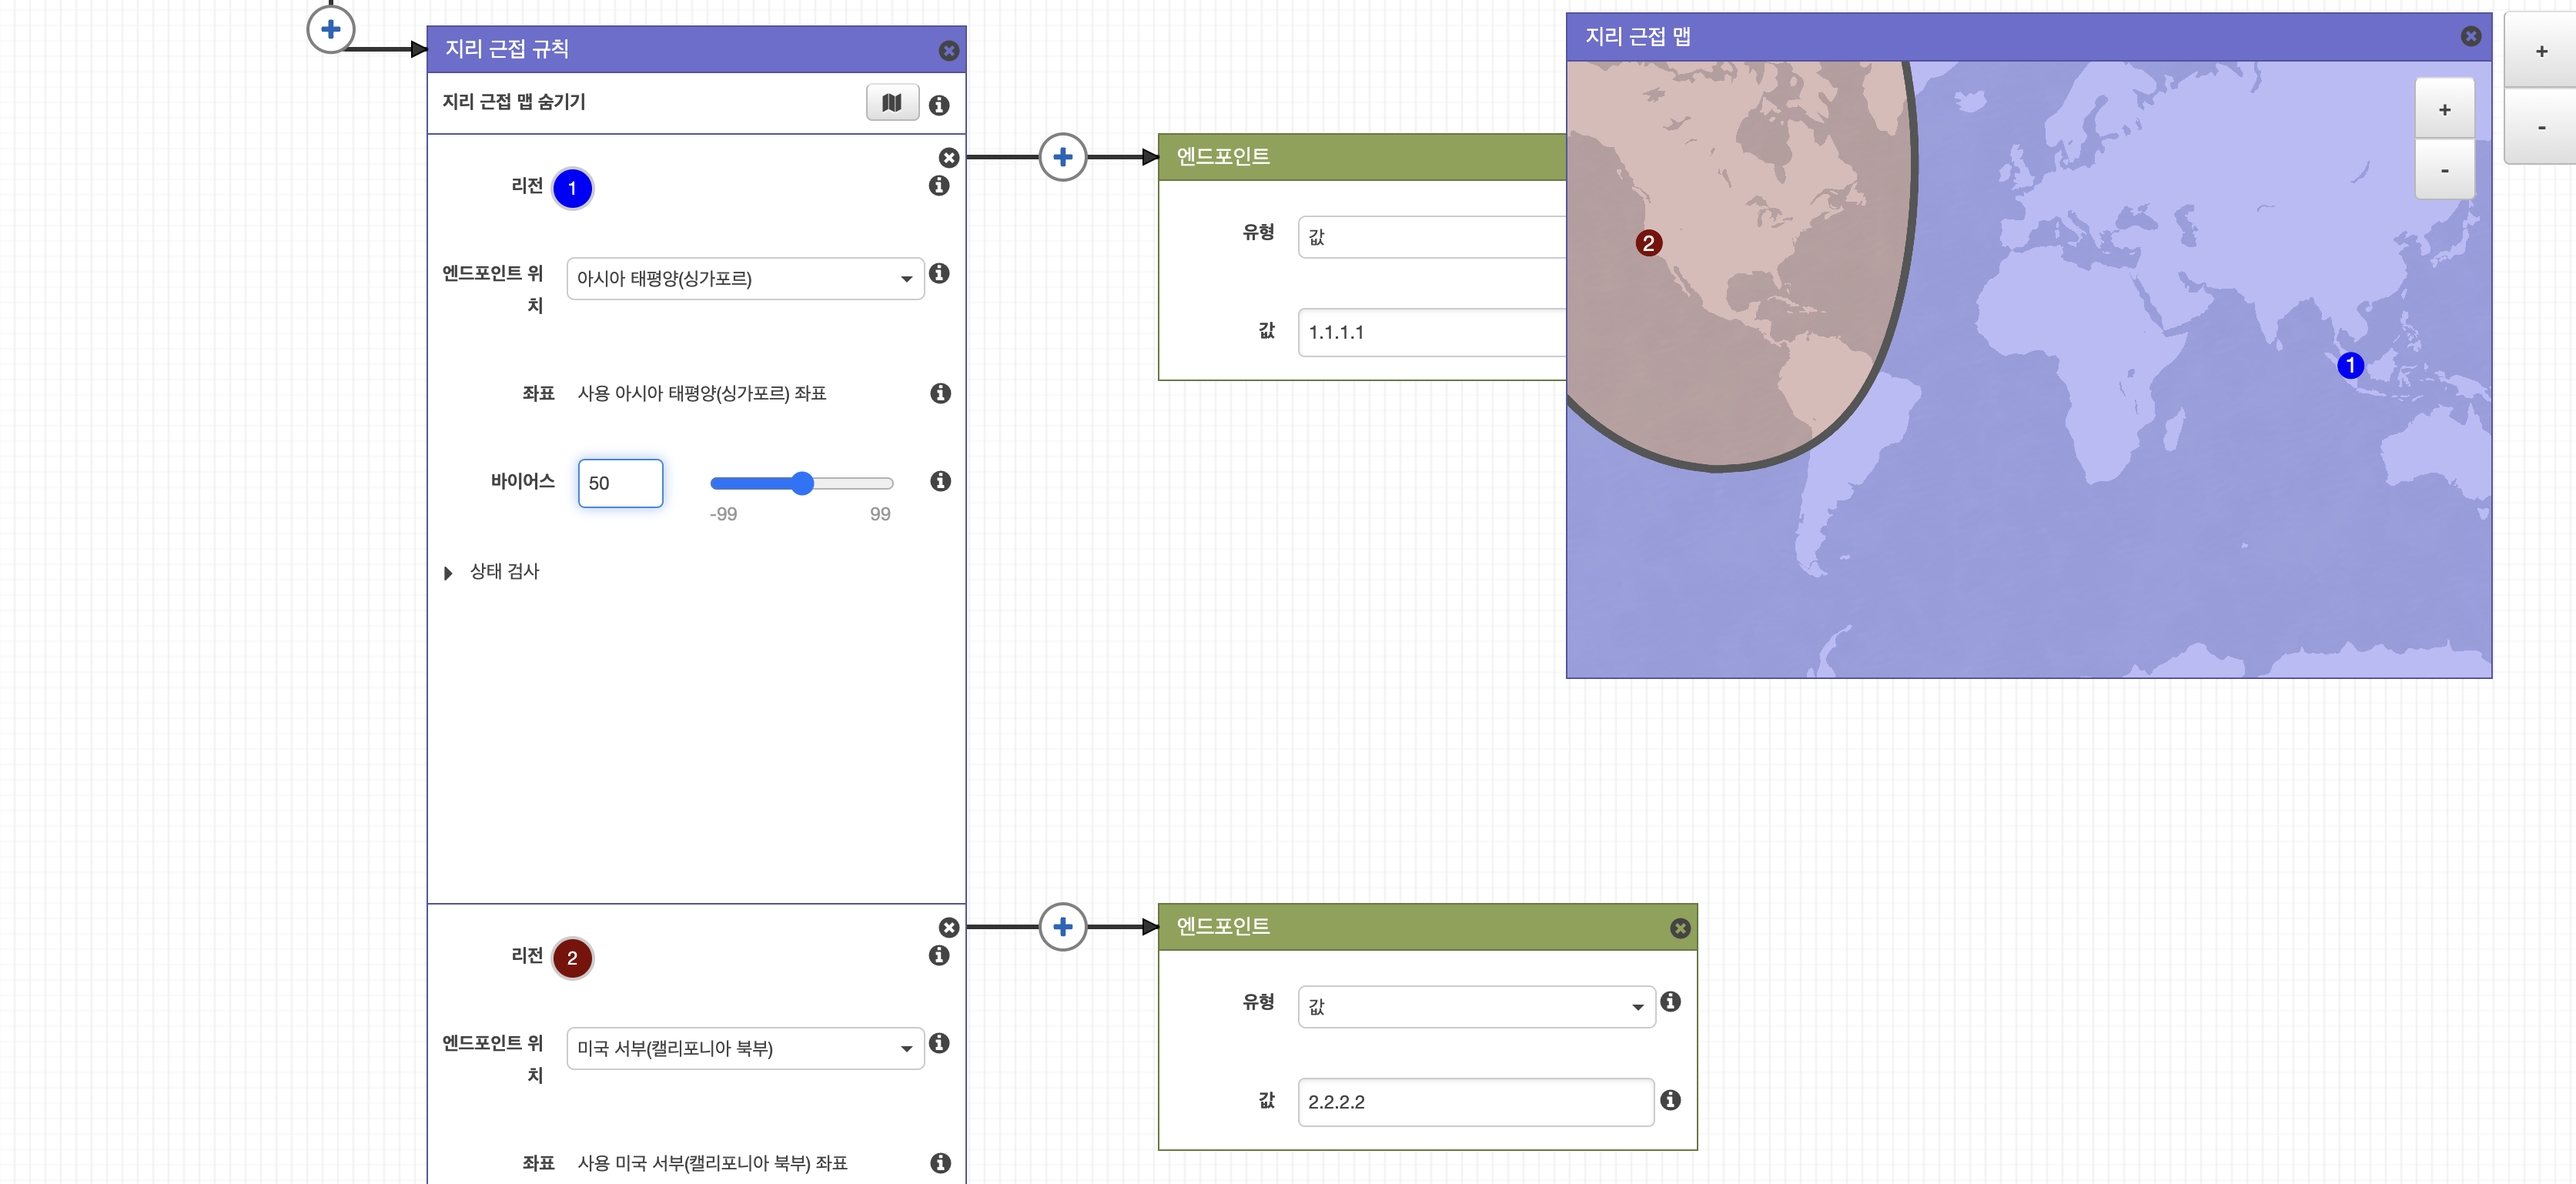 지리 근접 규칙
지리 근접 맵 숨기기
리전 1
엔드포인트 위
치
아시아 태평양(싱가포르)
좌표 사용 아시아 태평양(싱가포르) 좌표
바이어스 50
-99 99
상태 검사
리전 2
엔드포인트 위
치
미국 서부(캘리포니아 북부)
좌표 사용 미국 서부(캘리포니아 북부) 좌표
엔드포인트
유형 값
값 1.1.1.1
엔드포인트
유형 값
값 2.2.2.2
지리 근접 맵
2
1
+
-
+
-